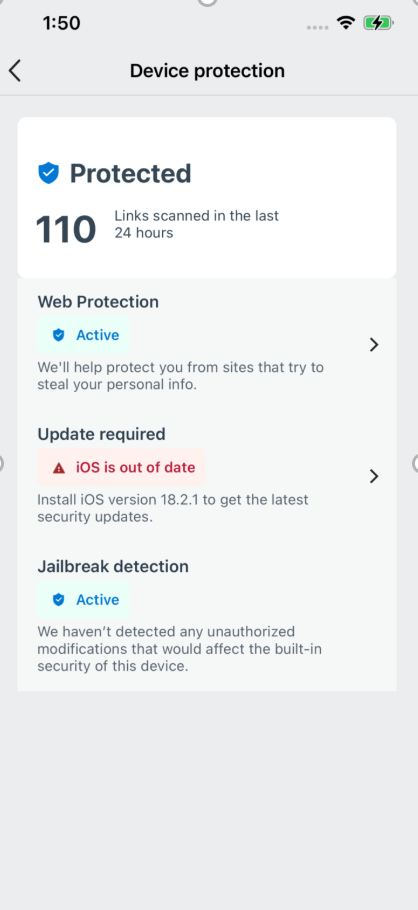 1:50
Device protection
Protected
110
Links scanned in the last
24 hours
Web Protection
Active
We'll help protect you from sites that try to
steal your personal info.
Update required
iOS is out of date
Install iOS version 18.2.1 to get the latest
security updates.
Jailbreak detection
Active
We haven’t detected any unauthorized
modifications that would affect the built-in
security of this device.